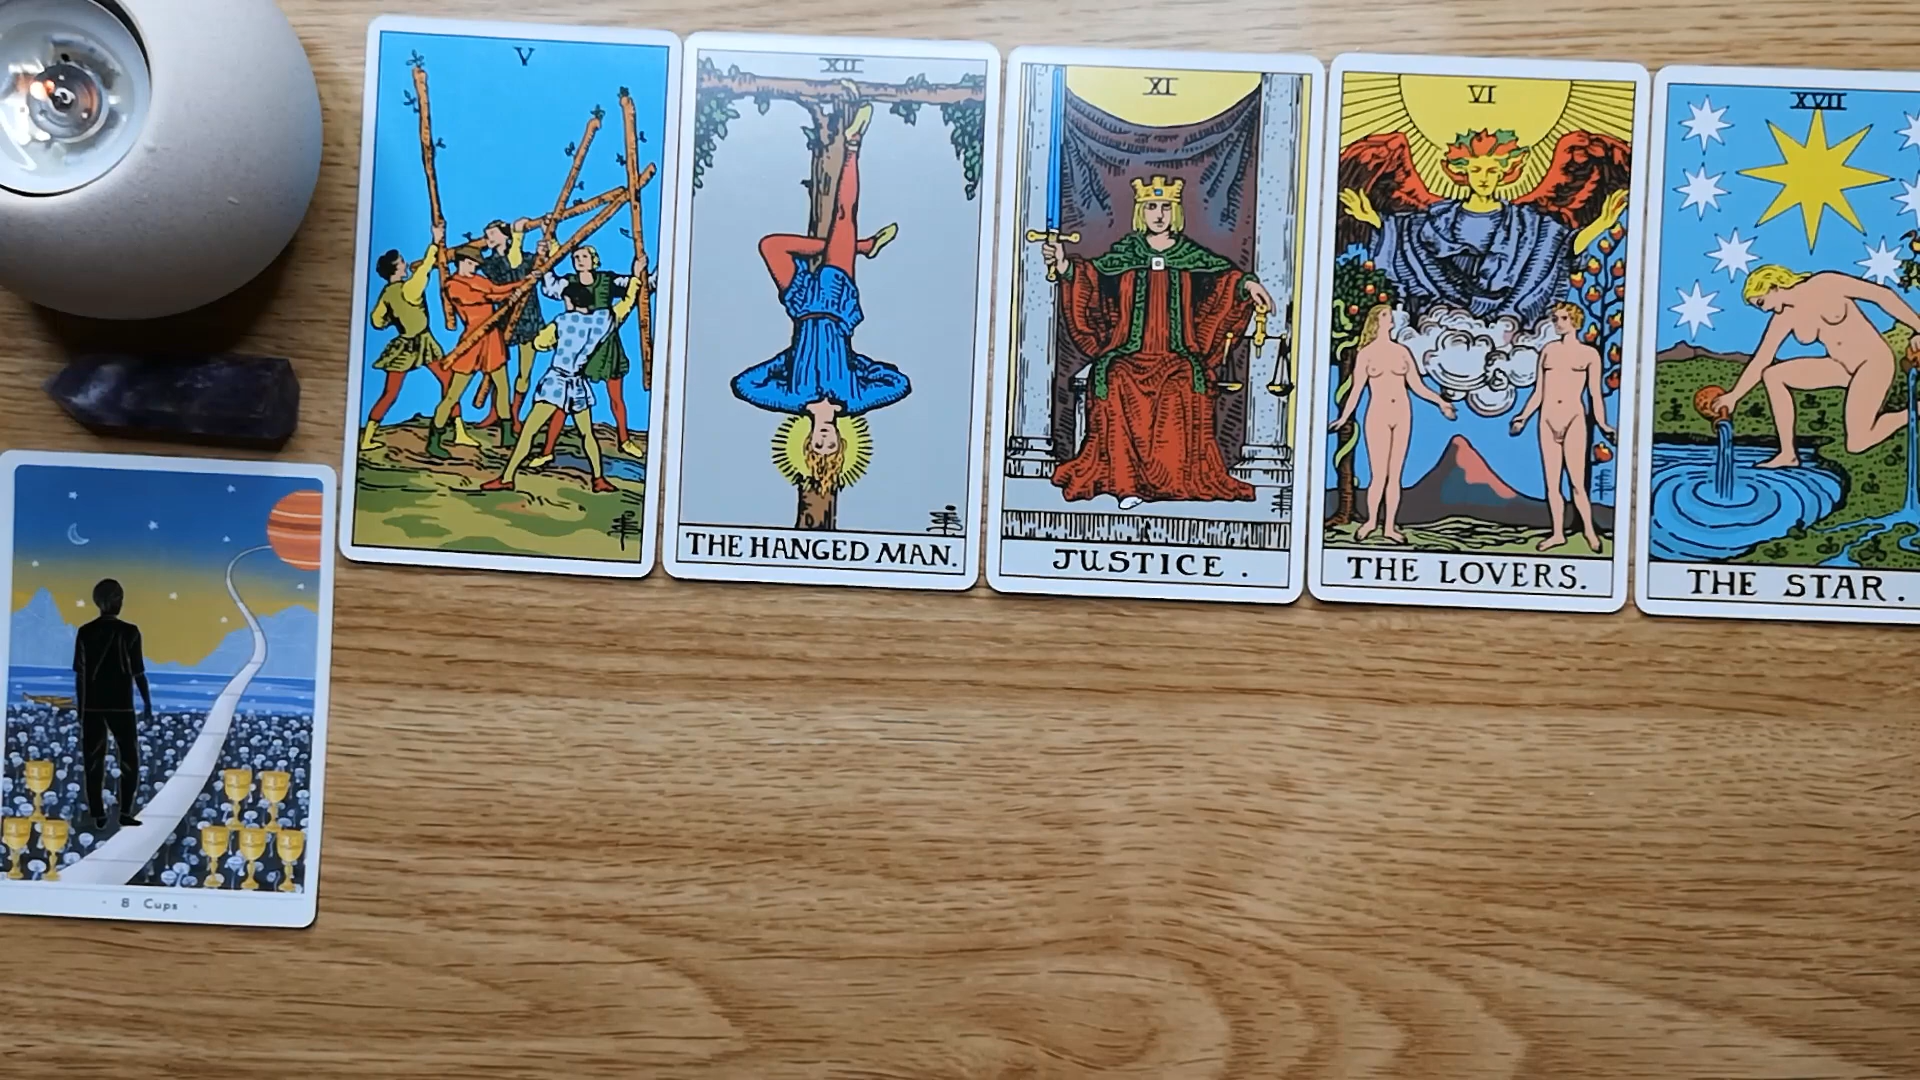 V
XII
THE HANGED MAN.
XI
JUSTICE .
VI
THE LOVERS.
XVII
THE STAR .
- 8 Cups -